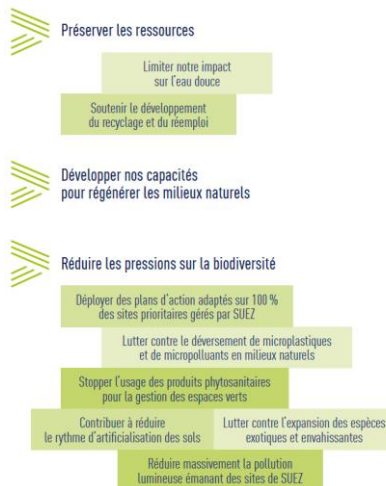 Préserver les ressources
Limiter notre impact
sur l'eau douce
Soutenir le développement
du recyclage et du réemploi
Développer nos capacités
pour régénérer les milieux naturels
Réduire les pressions sur la biodiversité
Déployer des plans d'action adaptés sur 100 %
des sites prioritaires gérés par SUEZ
Lutter contre le déversement de microplastiques
et de micropolluants en milieux naturels
Stopper l'usage des produits phytosanitaires
pour la gestion des espaces verts
Contribuer à réduire
le rythme d'artificialisation des sols
Lutter contre l'expansion des espèces
exotiques et envahissantes
Réduire massivement la pollution
lumineuse émanant des sites de SUEZ